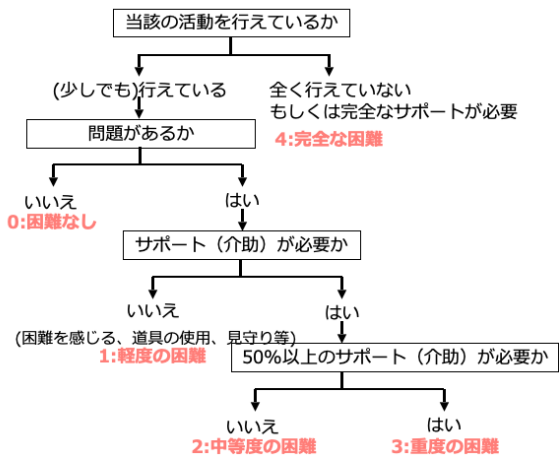 当該の活動を行えているか
(少しでも)行えている
全く行えていない
もしくは完全なサポートが必要
4:完全な困難
問題があるか
いいえ
0:困難なし
はい
サポート（介助）が必要か
いいえ
(困難を感じる、道具の使用、見守り等)
1:軽度の困難
はい
50%以上のサポート（介助）が必要か
いいえ
2:中等度の困難
はい
3:重度の困難